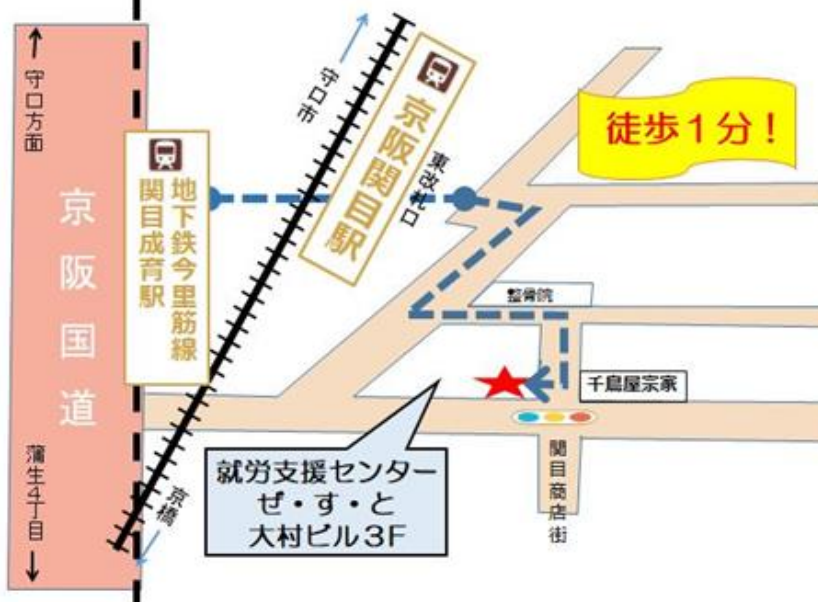 守口方面
京阪国道
蒲生4丁目
地下鉄今里筋線
関目成育駅
守口市
京阪関目駅
東改札口
京橋
徒歩1分!
整骨院
千鳥屋宗家
関目商店街
就労支援センター
ぜ・す・と
大村ビル3F